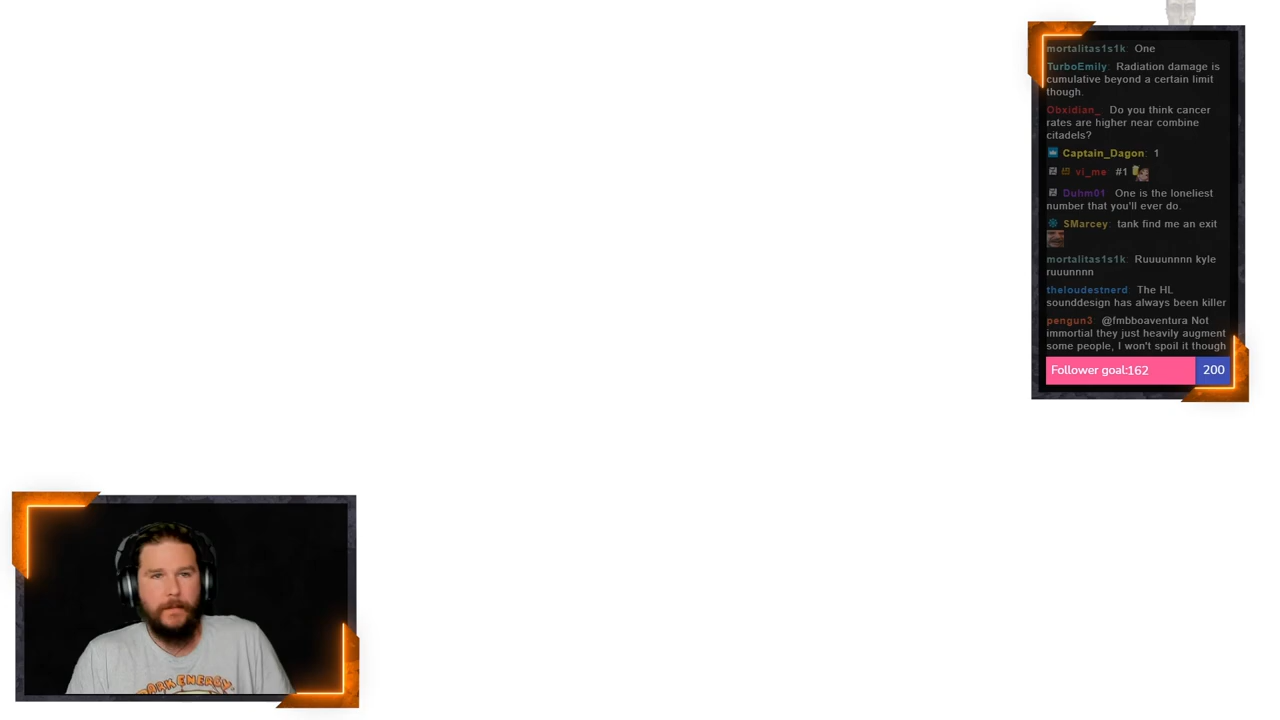 mortalitas1s1k: One
TurboEmily: Radiation damage is
cumulative beyond a certain limit
though.
Obxidian_ Do you think cancer
rates are higher near combine
citadels?
Captain_Dagon: 1
vi_me: #1
Duhm01 One is the loneliest
number that you'll ever do.
SMarcey: tank find me an exit
mortalitas1s1k: Ruuuunnnn kyle
ruuunnnn
theloudestnerd: The HL
sounddesign has always been killer
pengun3: @fmbboaventura Not
immortal they just heavily augment
some people, I won't spoil it though
Follower goal:162 200
DARK ENERGY